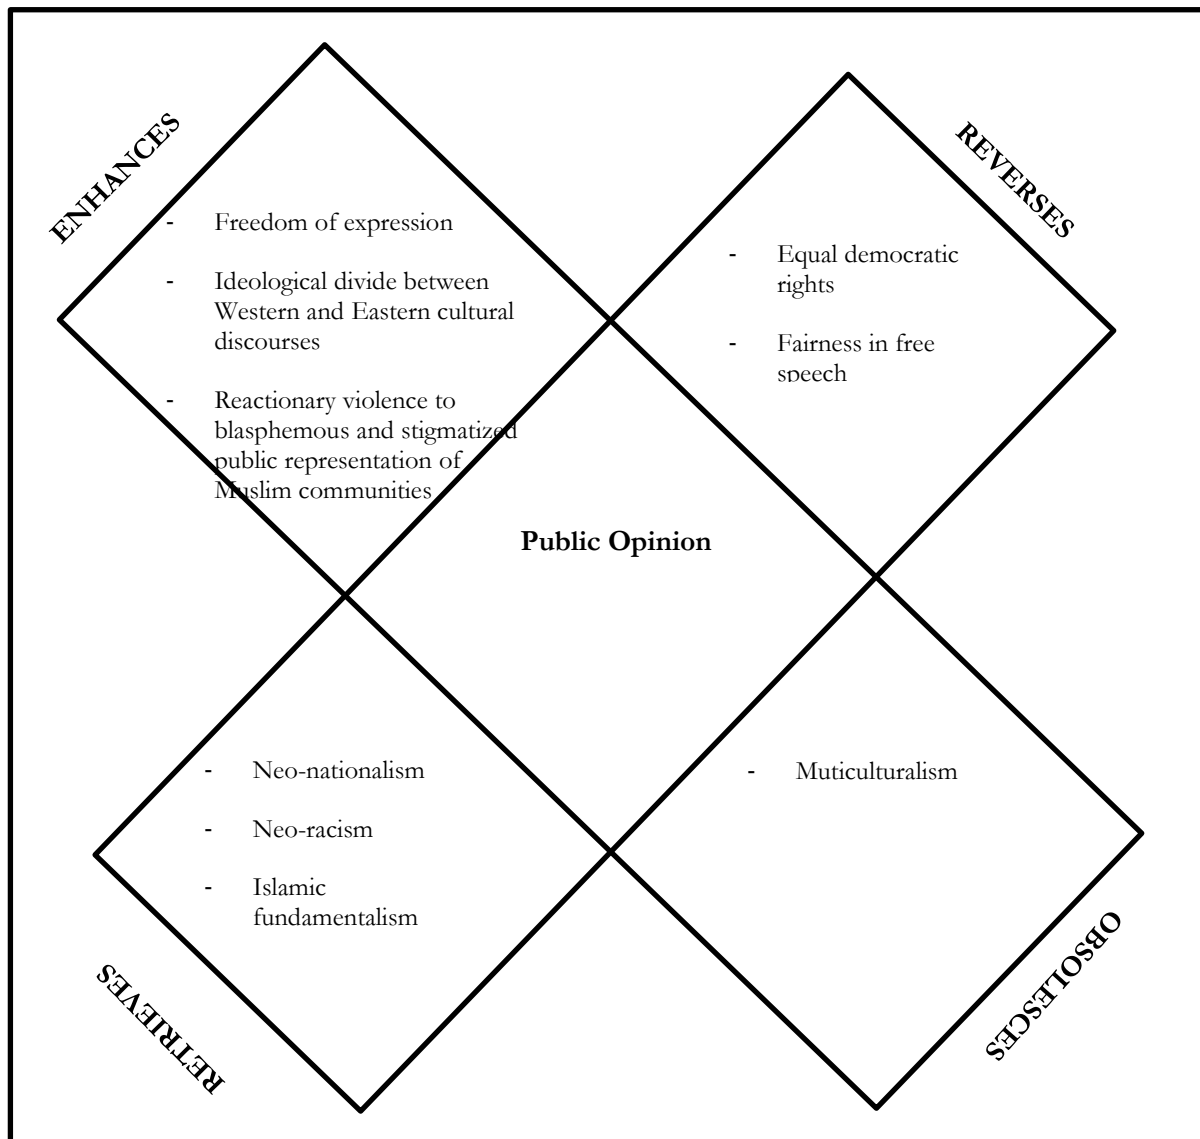 ENHANCES
- Freedom of expression
- Ideological divide between
Western and Eastern cultural
discourses
- Reactionary violence to
blasphemous and stigmatized
public representation of
Muslim communities
REVERSES
- Equal democratic
rights
- Fairness in free
speech
Public Opinion
- Neo-nationalism
- Neo-racism
- Islamic
fundamentalism
RETRIEVES
- Muticulturalism
OBSOLESCES